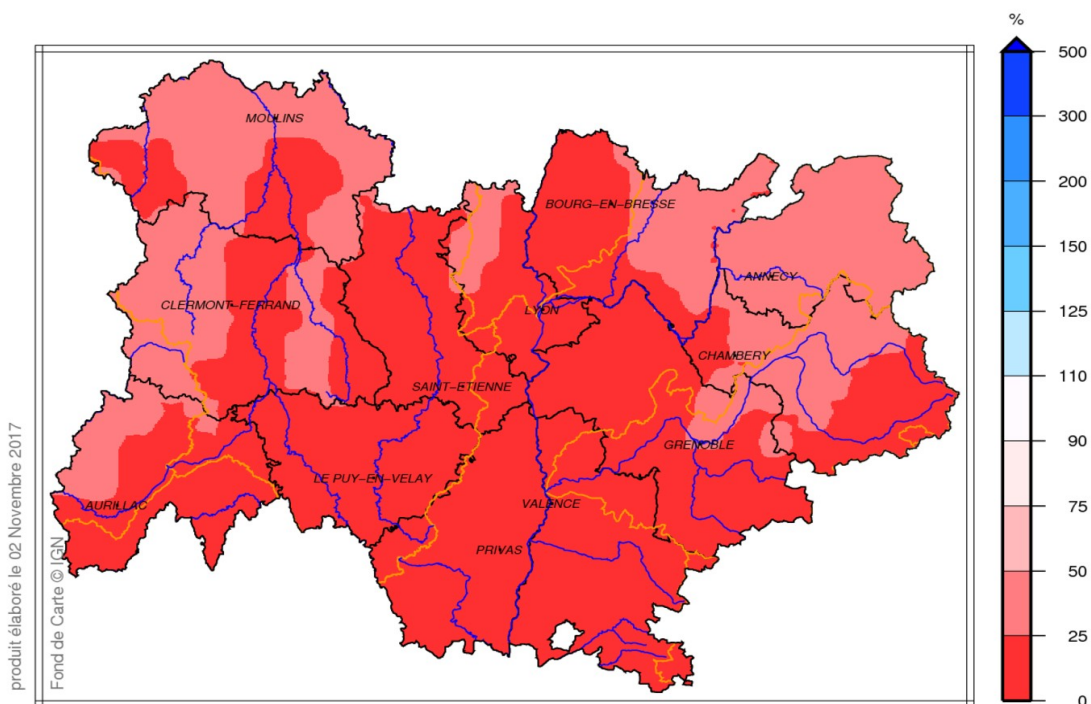 %
500
300
200
150
125
110
90
75
50
25
0
MOULINS
BOURG-EN-BRESSE
ANNECY
CLERMONT-FERRAND
LYON
CHAMBERY
SAINT-ETIENNE
GRENOBLE
LE PUY-EN-VELAY
AURILLAC
VALENCE
PRIVAS
produit élaboré le 02 Novembre 2017
Fond de Carte © IGN